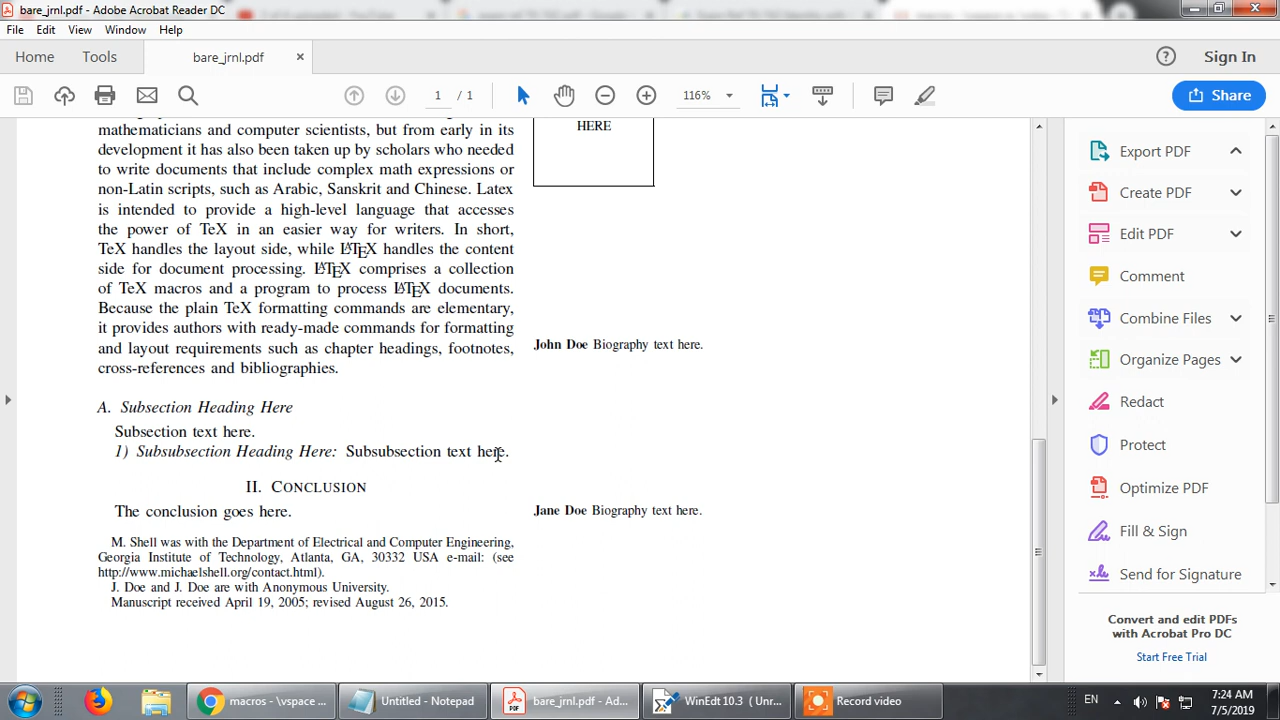 bare_jrnl.pdf - Adobe Acrobat Reader DC
File Edit View Window Help
Home Tools bare_jrnl.pdf × Sign In
1 / 1 116% Share
mathematicians and computer scientists, but from early in its
development it has also been taken up by scholars who needed
to write documents that include complex math expressions or
non-Latin scripts, such as Arabic, Sanskrit and Chinese. Latex
is intended to provide a high-level language that accesses
the power of TeX in an easier way for writers. In short,
TeX handles the layout side, while LATEX handles the content
side for document processing. LATEX comprises a collection
of TeX macros and a program to process LATEX documents.
Because the plain TeX formatting commands are elementary,
it provides authors with ready-made commands for formatting
and layout requirements such as chapter headings, footnotes,
cross-references and bibliographies.
A. Subsection Heading Here
Subsection text here.
1) Subsubsection Heading Here: Subsubsection text here.
II. CONCLUSION
The conclusion goes here.
M. Shell was with the Department of Electrical and Computer Engineering,
Georgia Institute of Technology, Atlanta, GA, 30332 USA e-mail: (see
http://www.michaelshell.org/contact.html).
J. Doe and J. Doe are with Anonymous University.
Manuscript received April 19, 2005; revised August 26, 2015.
HERE
John Doe Biography text here.
Jane Doe Biography text here.
Export PDF
Create PDF
Edit PDF
Comment
Combine Files
Organize Pages
Redact
Protect
Optimize PDF
Fill & Sign
Send for Signature
Convert and edit PDFs
with Acrobat Pro DC
Start Free Trial
macros - \vspace ...
Untitled - Notepad
bare_jrnl.pdf - Ad...
WinEdt 10.3 ( Unr...
Record video
EN
7:24 AM
7/5/2019